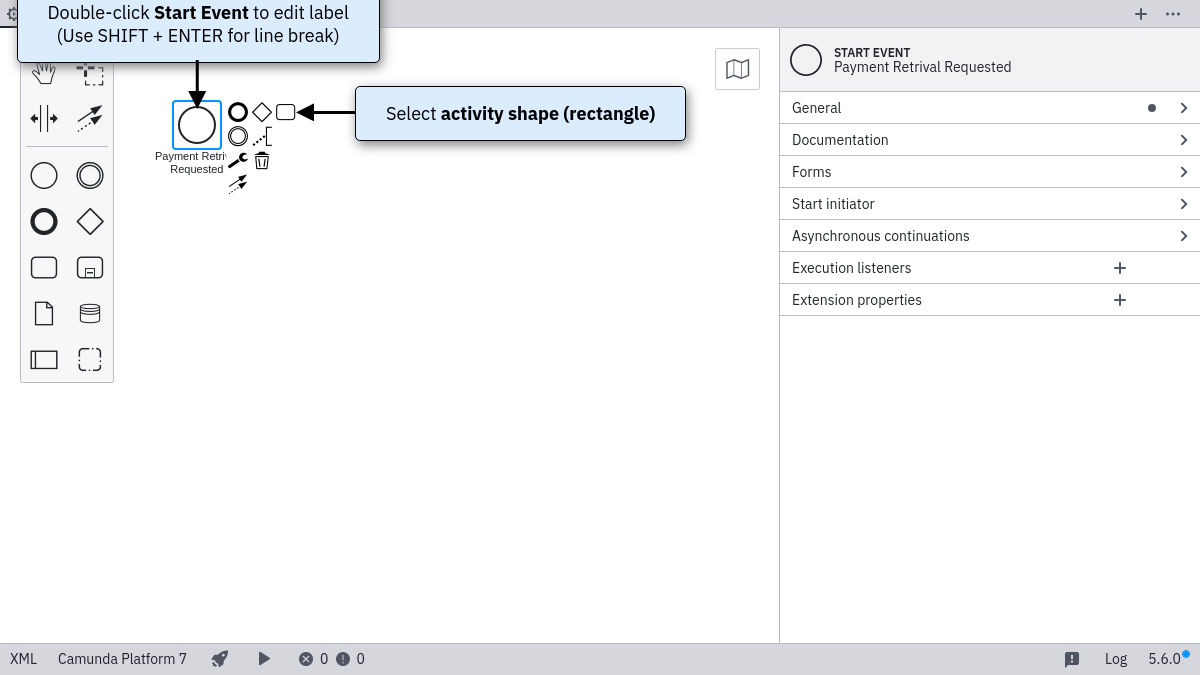 Double-click Start Event to edit label
(Use SHIFT + ENTER for line break)
START EVENT
Payment Retrival Requested
Select activity shape (rectangle)
Payment Retri
Requested
General
Documentation
Forms
Start initiator
Asynchronous continuations
Execution listeners
Extension properties
XML
Camunda Platform 7
0
0
Log
5.6.0